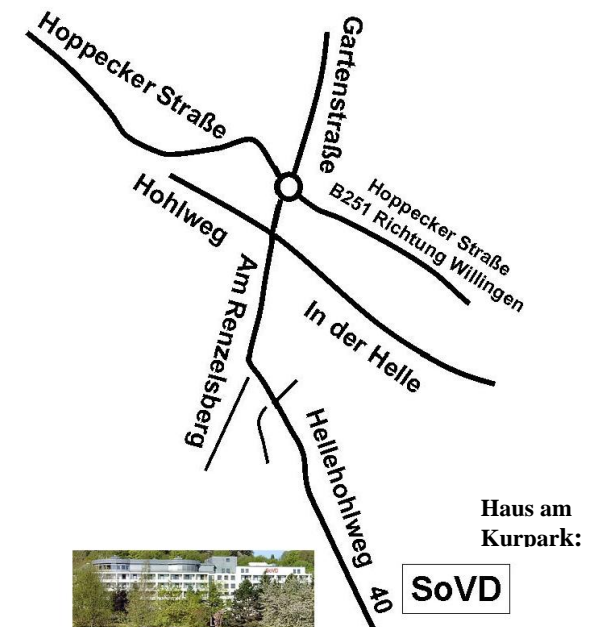 Hoppecker Straße
Gartenstraße
Hoppecker Straße
B251 Richtung Willingen
Hohlweg
Am Renzelsberg
In der Helle
Hellehohlweg 40
Haus am
Kurpark:
SoVD
SoVD